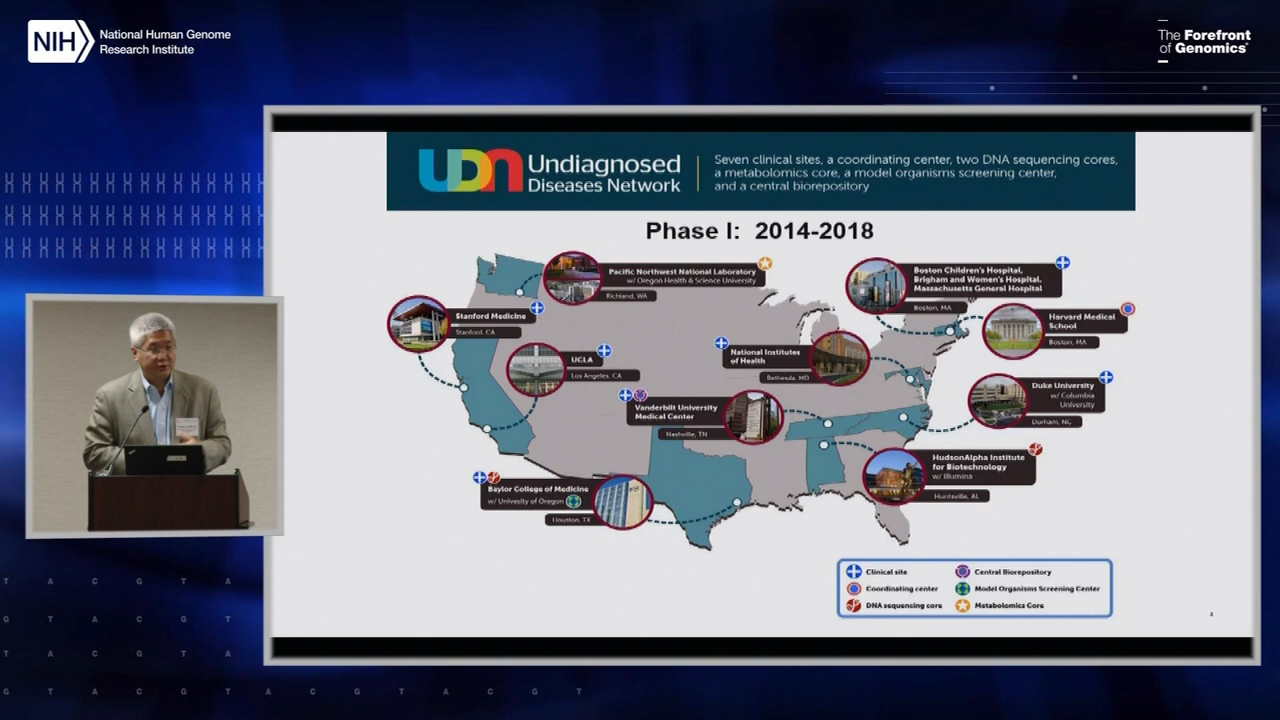 NIH
National Human Genome
Research Institute
The Forefront
of Genomics®
UDN
Undiagnosed
Diseases Network
Seven clinical sites, a coordinating center, two DNA sequencing cores,
a metabolomics core, a model organisms screening center,
and a central biorepository
Phase I: 2014-2018
Pacific Northwest National Laboratory
w/ Oregon Health & Science University
Richland, WA
Boston Children's Hospital,
Brigham and Women's Hospital,
Massachusetts General Hospital
Boston, MA
Stanford Medicine
Stanford, CA
Harvard Medical
School
Boston, MA
UCLA
Los Angeles, CA
National Institutes
of Health
Bethesda, MD
Duke University
w/ Columbia
University
Durham, NC
Vanderbilt University
Medical Center
Nashville, TN
HudsonAlpha Institute
for Biotechnology
w/ Illumina
Huntsville, AL
Baylor College of Medicine
w/ Univesity of Oregon
Houston, TX
Clinical site
Central Biorepository
Coordinating center
Model Organisms Screening Center
DNA sequencing core
Metabolomics Core
T A C G T A
G T A C G T
T A C G T A
G T A C G T A C G T A C G T